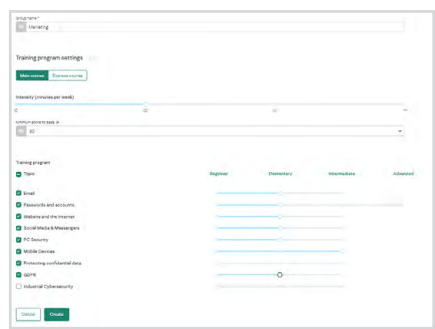 Group name *
Marketing
Training program settings
Main course Express course
Intensity (minutes per week)
Training program
Topic Beginner Elementary Intermediate Advanced
Email
Passwords and accounts
Website and the Internet
Social Media & Messengers
PC Security
Mobile Devices
Protecting confidential data
GDPR
Industrial Cybersecurity
Cancel Create